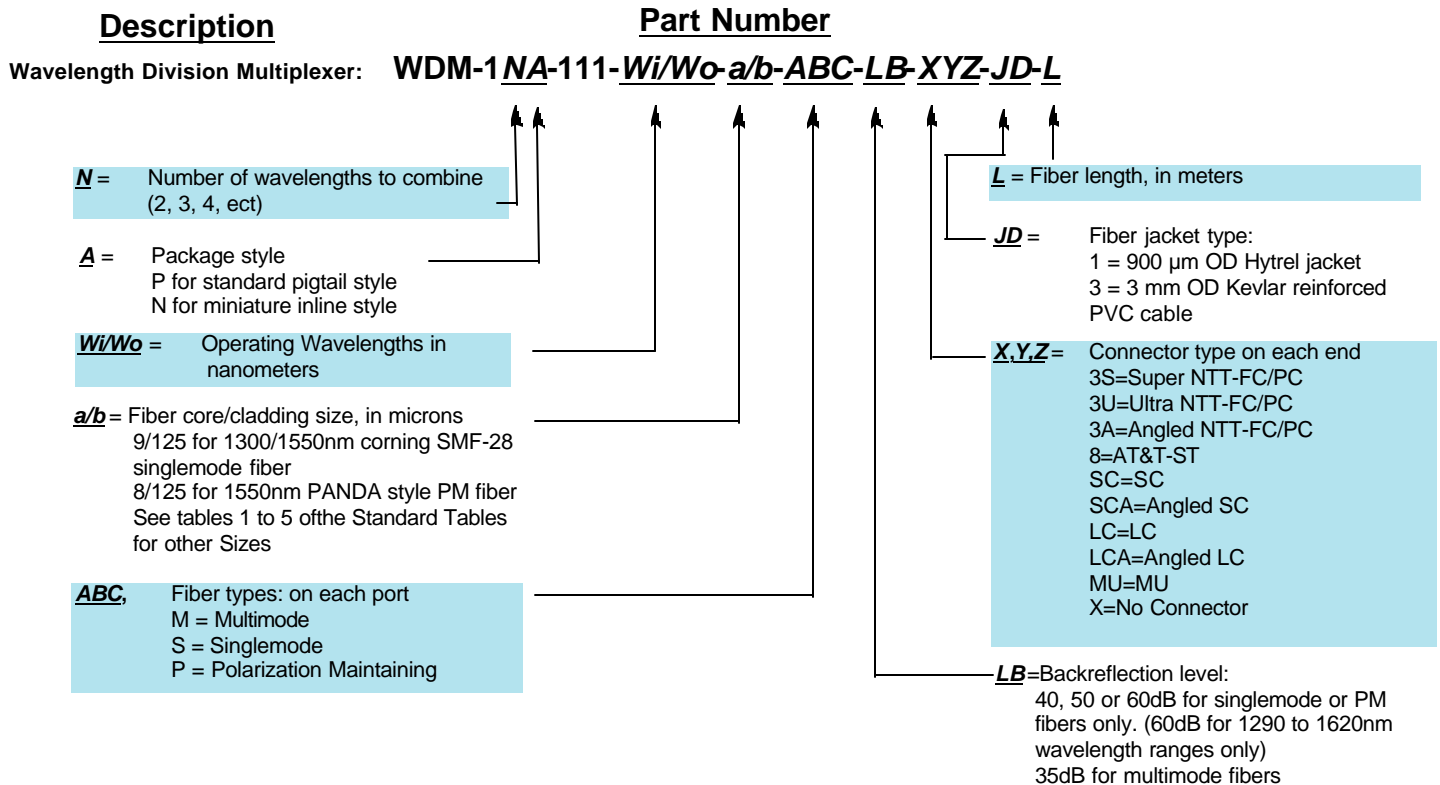 Description
Part Number
Wavelength Division Multiplexer: WDM-1NA-111-Wi/Wo-a/b-ABC-LB-XYZ-JD-L
N = Number of wavelengths to combine
(2, 3, 4, ect)
A = Package style
P for standard pigtail style
N for miniature inline style
Wi/Wo = Operating Wavelengths in
nanometers
a/b = Fiber core/cladding size, in microns
9/125 for 1300/1550nm corning SMF-28
singlemode fiber
8/125 for 1550nm PANDA style PM fiber
See tables 1 to 5 ofthe Standard Tables
for other Sizes
ABC, Fiber types: on each port
M = Multimode
S = Singlemode
P = Polarization Maintaining
L = Fiber length, in meters
JD = Fiber jacket type:
1 = 900 µm OD Hytrel jacket
3 = 3 mm OD Kevlar reinforced
PVC cable
X,Y,Z = Connector type on each end
3S=Super NTT-FC/PC
3U=Ultra NTT-FC/PC
3A=Angled NTT-FC/PC
8=AT&T-ST
SC=SC
SCA=Angled SC
LC=LC
LCA=Angled LC
MU=MU
X=No Connector
LB=Backreflection level:
40, 50 or 60dB for singlemode or PM
fibers only. (60dB for 1290 to 1620nm
wavelength ranges only)
35dB for multimode fibers